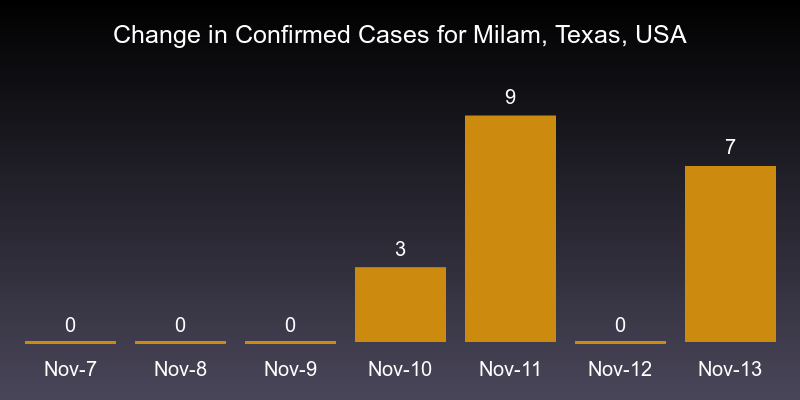 Change in Confirmed Cases for Milam, Texas, USA
9
7
3
0 0 0 0
Nov-7 Nov-8 Nov-9 Nov-10 Nov-11 Nov-12 Nov-13